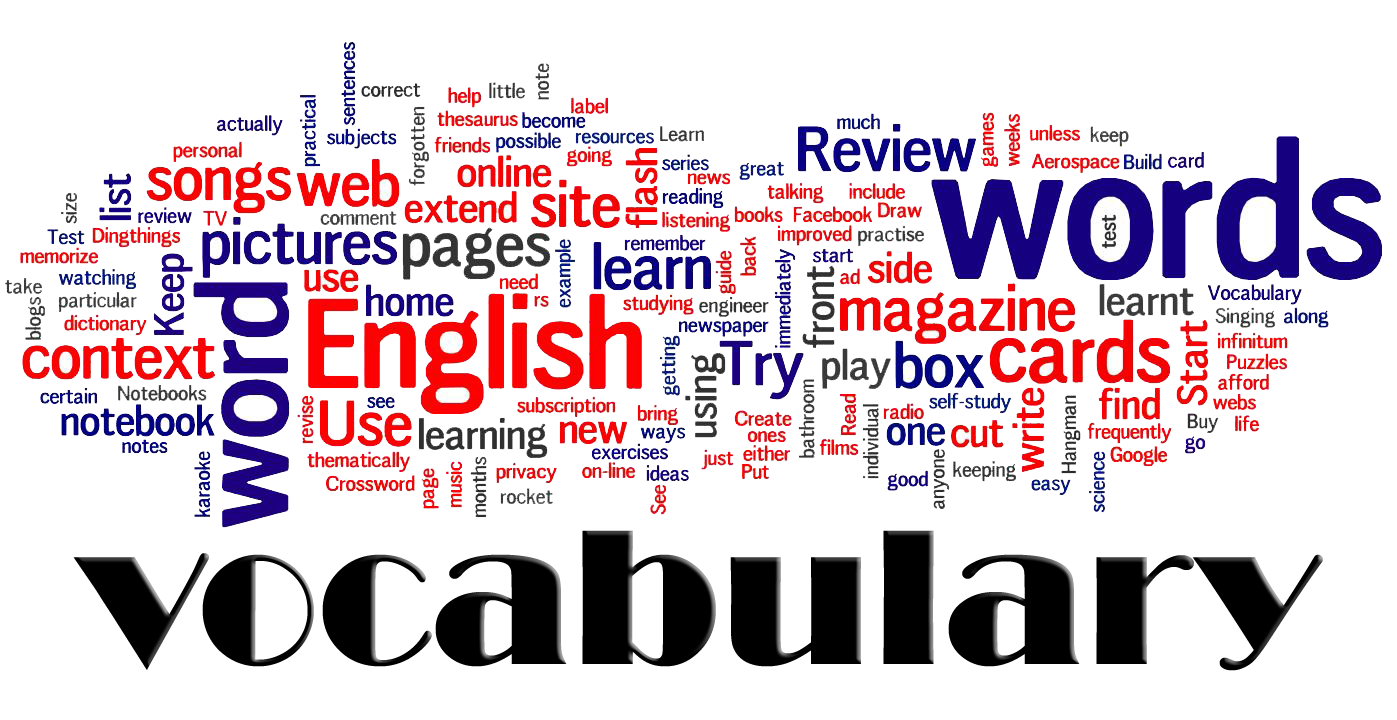 sentences
correct
help
little
note
label
practical
actually
subjects
forgotten
thesaurus
become
friends
possible
resources
Learn
going
personal
songs
web
online
flash
series
news
great
much
Review
games
weeks
unless
keep
Aerospace
Build
card
words
test
size
list
review
TV
comment
extend
site
reading
listening
talking
include
books
Facebook
Draw
improved
practise
Test
Dingthings
memorize
pictures
pages
example
remember
learn
guide
back
immediately
start
ad
side
front
watching
Keep
word
use
need
rs
home
English
studying
engineer
newspaper
magazine
learnt
Vocabulary
Singing
along
take
blogse
particular
dictionary
context
getting
using
Try
play
box
cards
Start
infinitum
Puzzles
afford
webs
certain
Notebooks
notebook
notes
revise
see
Use
learning
subscription
new
bring
ways
exercises
Create
ones
either
Put
just
bathroom
Read
films
individual
radio
self-study
one
cut
write
Hangman
find
frequently
Google
Buy
life
go
karaoke
thematically
Crossword
page
music
months
privacy
rocket
on-line
ideas
See
good
anyone
keeping
easy
science
vocabulary